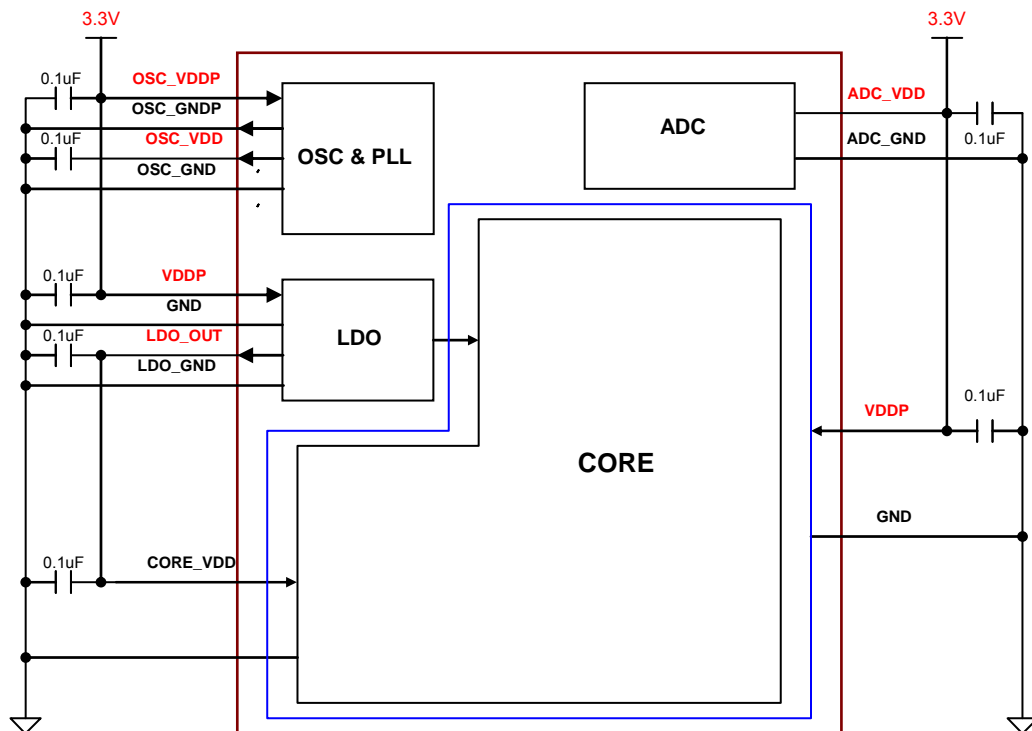 3.3V
3.3V
0.1uF
OSC_VDDP
OSC_GNDP
0.1uF
OSC_VDD
OSC_GND
OSC & PLL
ADC
ADC_VDD
ADC_GND
0.1uF
0.1uF
VDDP
GND
0.1uF
LDO_OUT
LDO_GND
LDO
VDDP
0.1uF
CORE
GND
0.1uF
CORE_VDD